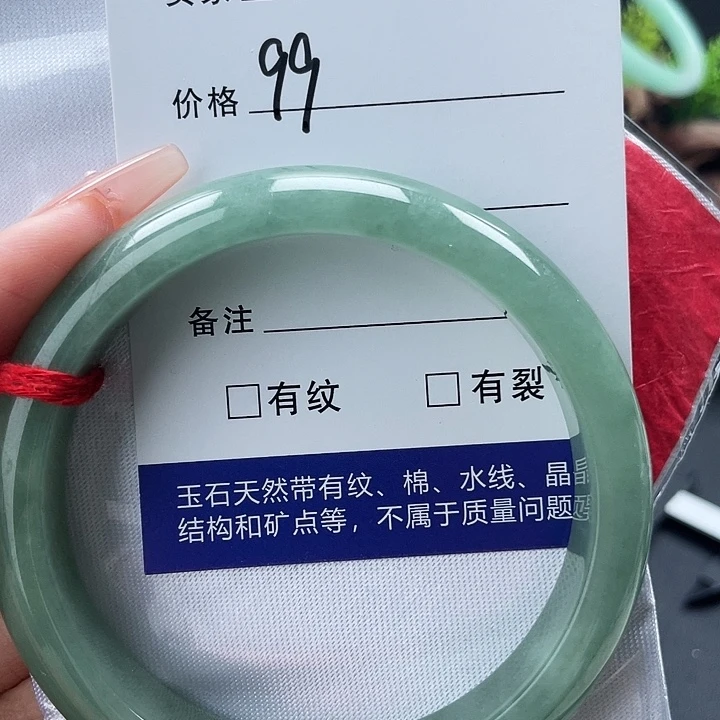 价格 99
备注
□有纹 □有裂
玉石天然带有纹、棉、水线、晶
结构和矿点等，不属于质量问题